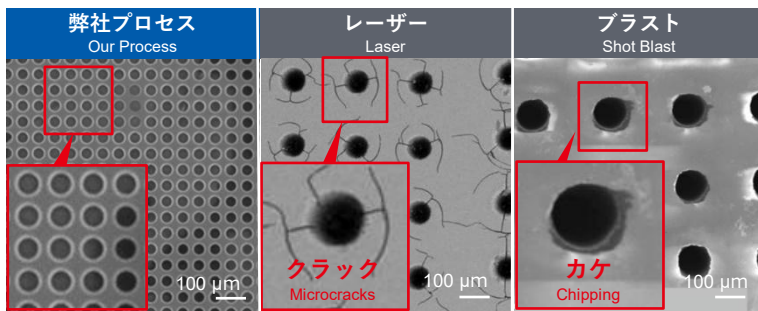 弊社プロセス
Our Process
レーザー
Laser
ブラスト
Shot Blast
100 μm
クラック
Microcracks
100 μm
カケ
Chipping
100 μm